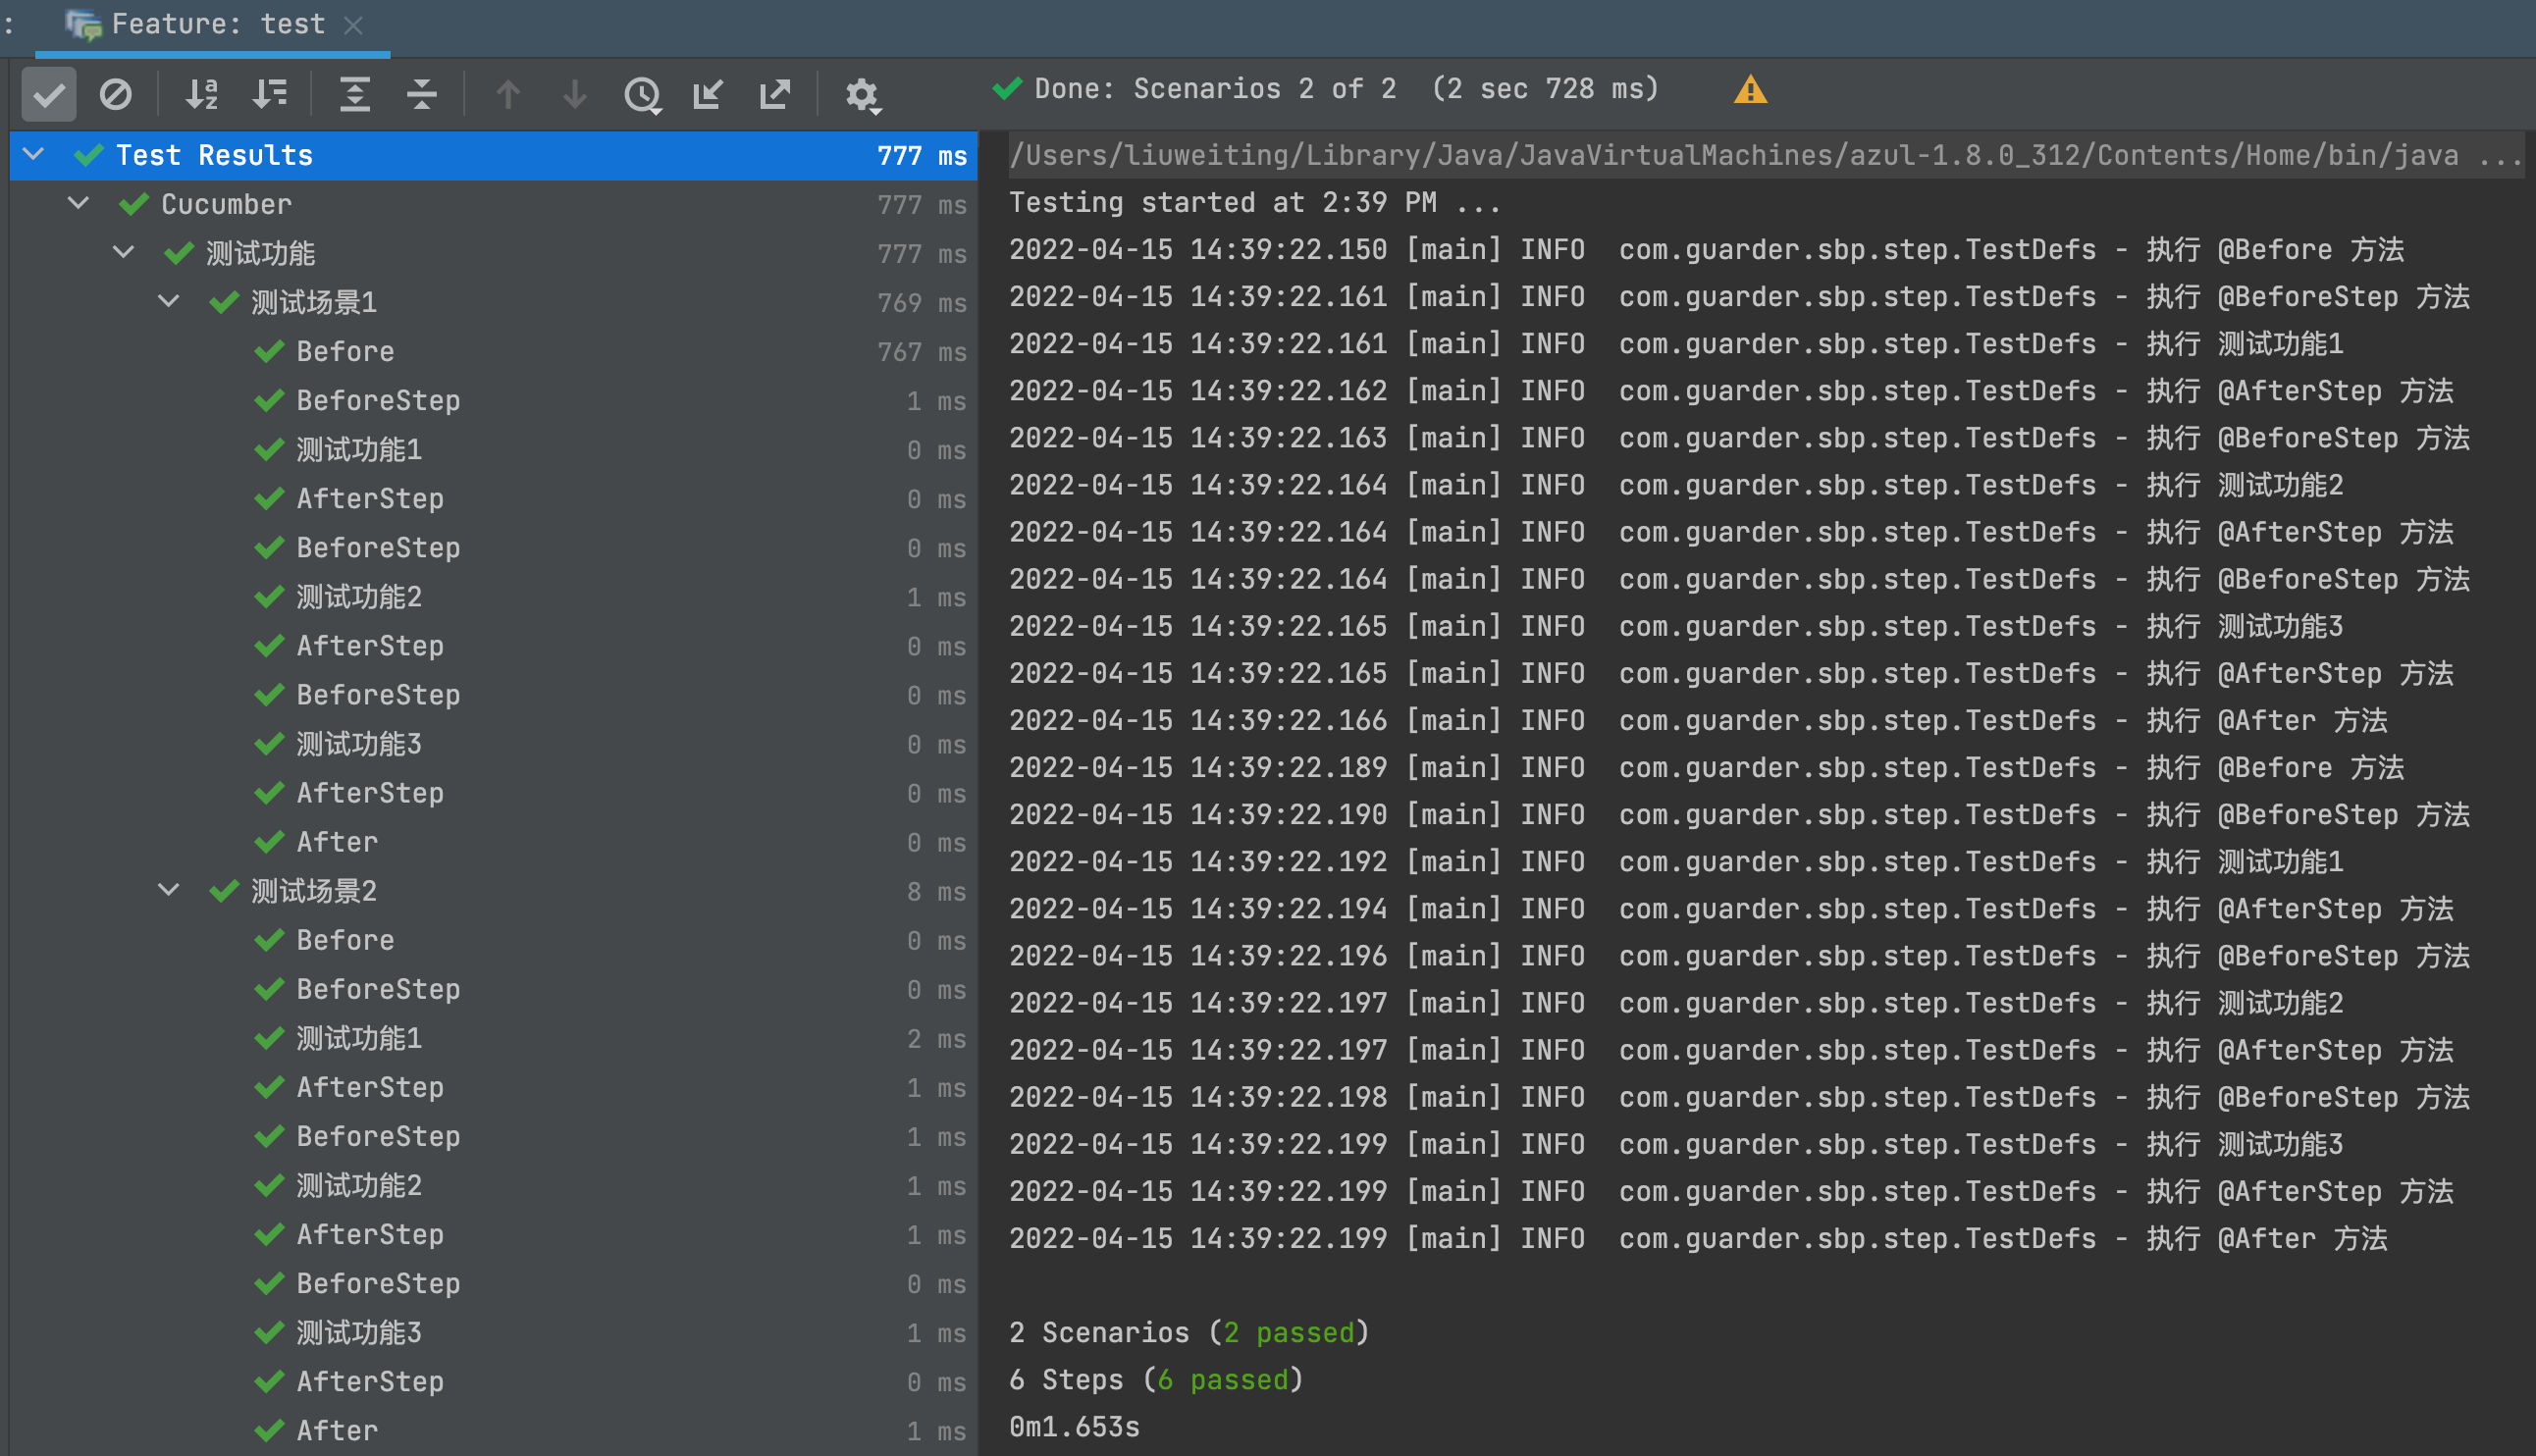 : Feature: test
Done: Scenarios 2 of 2 (2 sec 728 ms)
Test Results 777 ms
Cucumber 777 ms
测试功能 777 ms
测试场景1 769 ms
Before 767 ms
BeforeStep 1 ms
测试功能1 0 ms
AfterStep 0 ms
BeforeStep 0 ms
测试功能2 1 ms
AfterStep 0 ms
BeforeStep 0 ms
测试功能3 0 ms
AfterStep 0 ms
After 0 ms
测试场景2 8 ms
Before 0 ms
BeforeStep 0 ms
测试功能1 2 ms
AfterStep 1 ms
BeforeStep 1 ms
测试功能2 1 ms
AfterStep 1 ms
BeforeStep 0 ms
测试功能3 1 ms
AfterStep 0 ms
After 1 ms
/Users/liuweiting/Library/Java/JavaVirtualMachines/azul-1.8.0_312/Contents/Home/bin/java ...
Testing started at 2:39 PM ...
2022-04-15 14:39:22.150 [main] INFO  com.guarder.sbp.step.TestDefs - 执行 @Before 方法
2022-04-15 14:39:22.161 [main] INFO  com.guarder.sbp.step.TestDefs - 执行 @BeforeStep 方法
2022-04-15 14:39:22.161 [main] INFO  com.guarder.sbp.step.TestDefs - 执行 测试功能1
2022-04-15 14:39:22.162 [main] INFO  com.guarder.sbp.step.TestDefs - 执行 @AfterStep 方法
2022-04-15 14:39:22.163 [main] INFO  com.guarder.sbp.step.TestDefs - 执行 @BeforeStep 方法
2022-04-15 14:39:22.164 [main] INFO  com.guarder.sbp.step.TestDefs - 执行 测试功能2
2022-04-15 14:39:22.164 [main] INFO  com.guarder.sbp.step.TestDefs - 执行 @AfterStep 方法
2022-04-15 14:39:22.164 [main] INFO  com.guarder.sbp.step.TestDefs - 执行 @BeforeStep 方法
2022-04-15 14:39:22.165 [main] INFO  com.guarder.sbp.step.TestDefs - 执行 测试功能3
2022-04-15 14:39:22.165 [main] INFO  com.guarder.sbp.step.TestDefs - 执行 @AfterStep 方法
2022-04-15 14:39:22.166 [main] INFO  com.guarder.sbp.step.TestDefs - 执行 @After 方法
2022-04-15 14:39:22.189 [main] INFO  com.guarder.sbp.step.TestDefs - 执行 @Before 方法
2022-04-15 14:39:22.190 [main] INFO  com.guarder.sbp.step.TestDefs - 执行 @BeforeStep 方法
2022-04-15 14:39:22.192 [main] INFO  com.guarder.sbp.step.TestDefs - 执行 测试功能1
2022-04-15 14:39:22.194 [main] INFO  com.guarder.sbp.step.TestDefs - 执行 @AfterStep 方法
2022-04-15 14:39:22.196 [main] INFO  com.guarder.sbp.step.TestDefs - 执行 @BeforeStep 方法
2022-04-15 14:39:22.197 [main] INFO  com.guarder.sbp.step.TestDefs - 执行 测试功能2
2022-04-15 14:39:22.197 [main] INFO  com.guarder.sbp.step.TestDefs - 执行 @AfterStep 方法
2022-04-15 14:39:22.198 [main] INFO  com.guarder.sbp.step.TestDefs - 执行 @BeforeStep 方法
2022-04-15 14:39:22.199 [main] INFO  com.guarder.sbp.step.TestDefs - 执行 测试功能3
2022-04-15 14:39:22.199 [main] INFO  com.guarder.sbp.step.TestDefs - 执行 @AfterStep 方法
2022-04-15 14:39:22.199 [main] INFO  com.guarder.sbp.step.TestDefs - 执行 @After 方法
2 Scenarios (2 passed)
6 Steps (6 passed)
0m1.653s